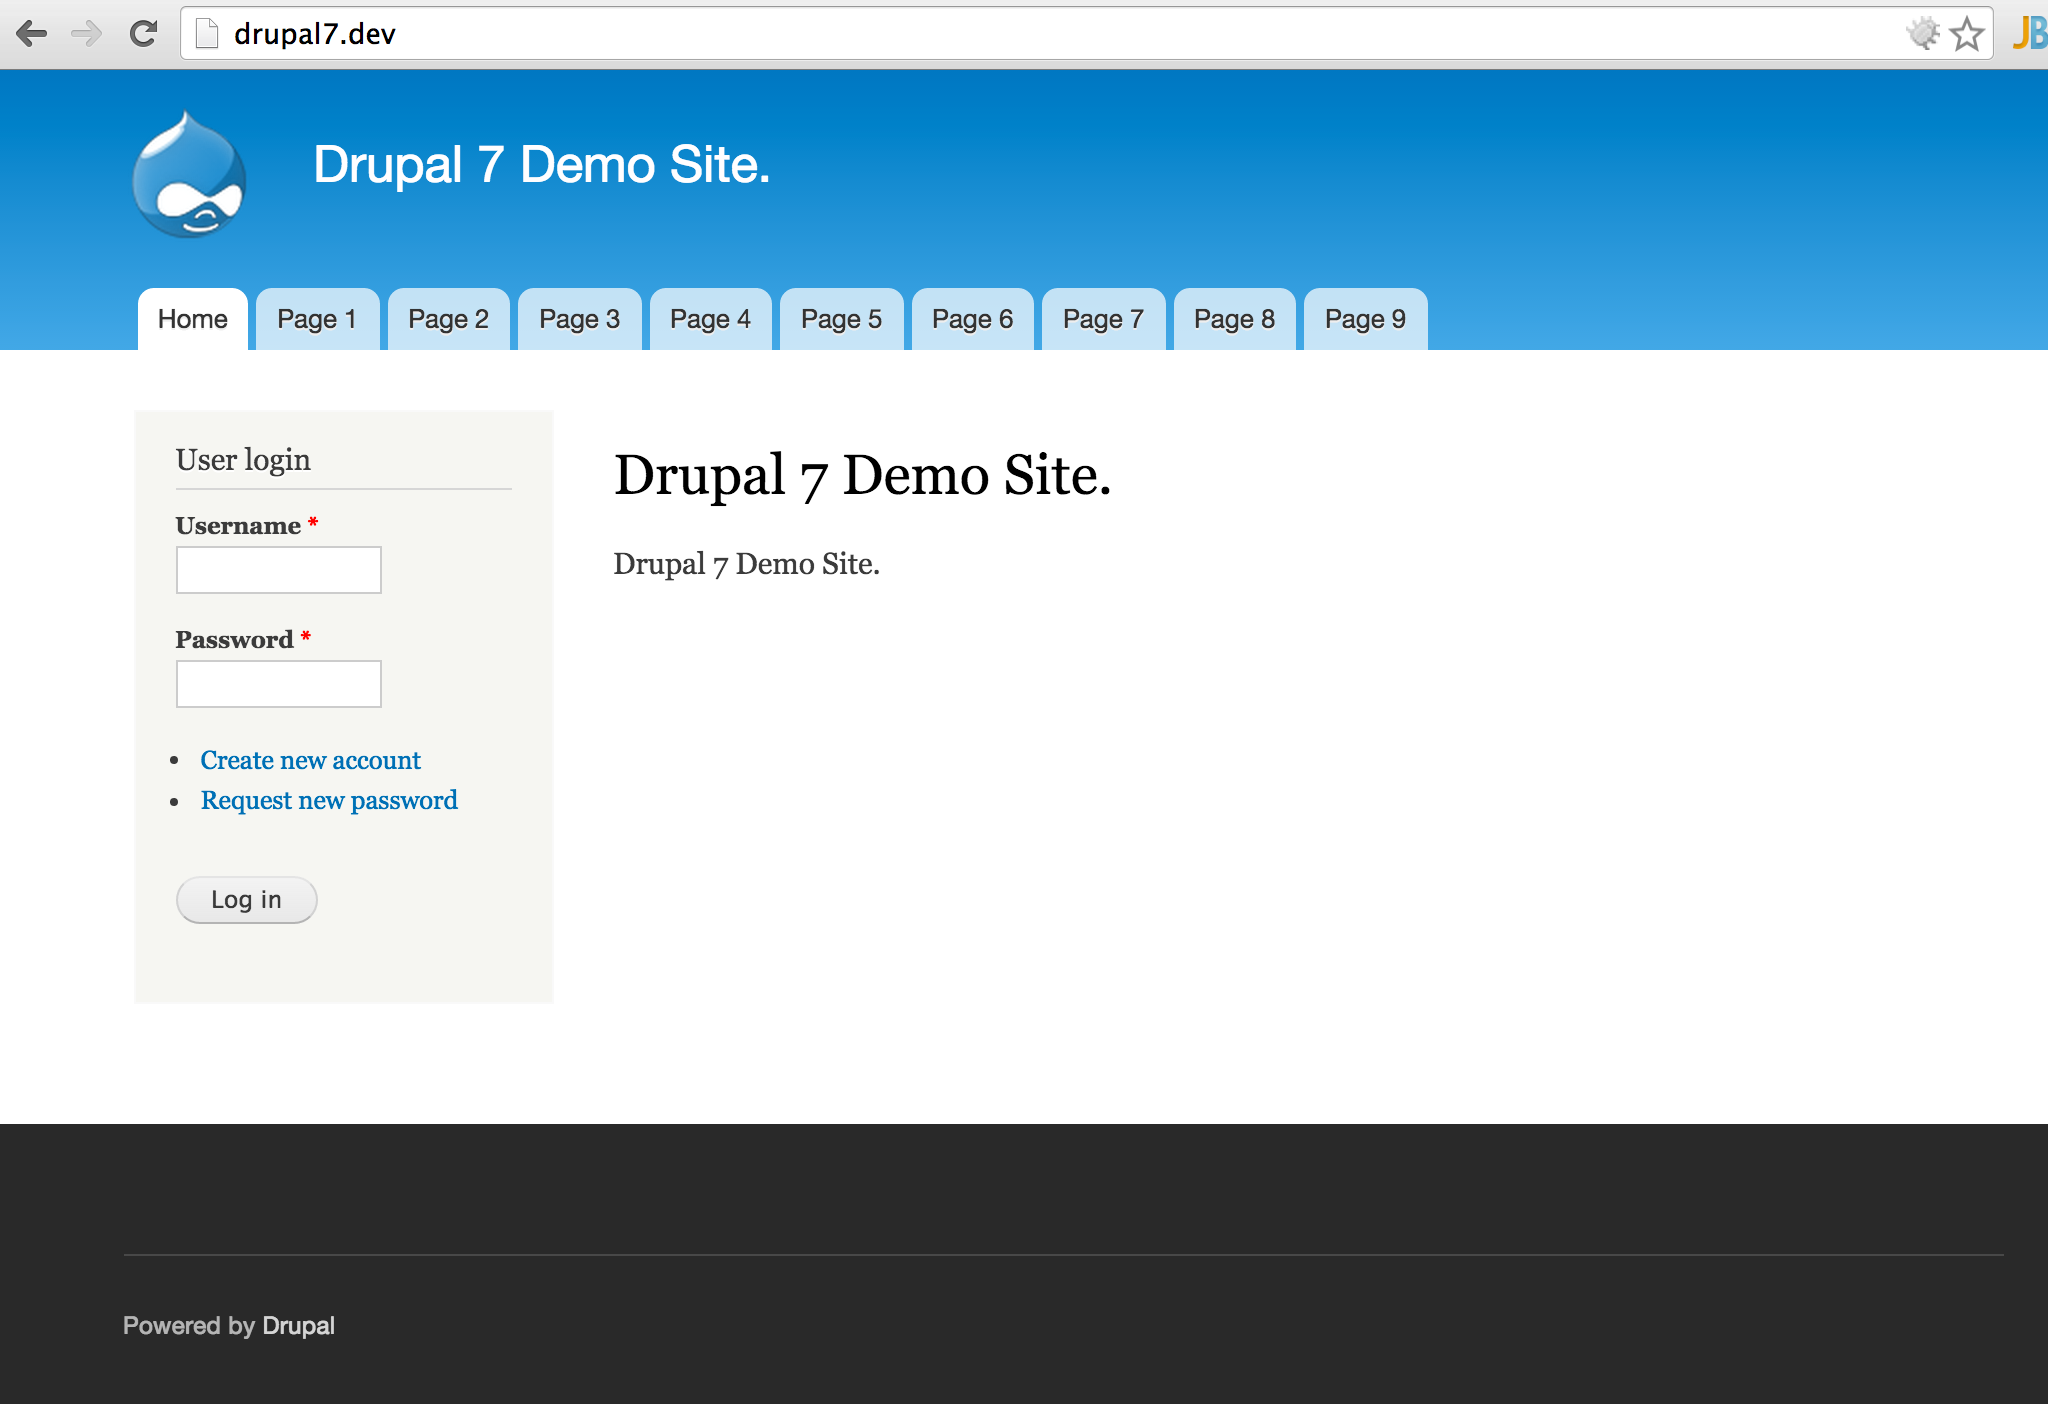 drupal7.dev
JB
Drupal 7 Demo Site.
Home Page 1 Page 2 Page 3 Page 4 Page 5 Page 6 Page 7 Page 8 Page 9
User login
Username *
Password *
Create new account
Request new password
Log in
Drupal 7 Demo Site.
Drupal 7 Demo Site.
Powered by Drupal